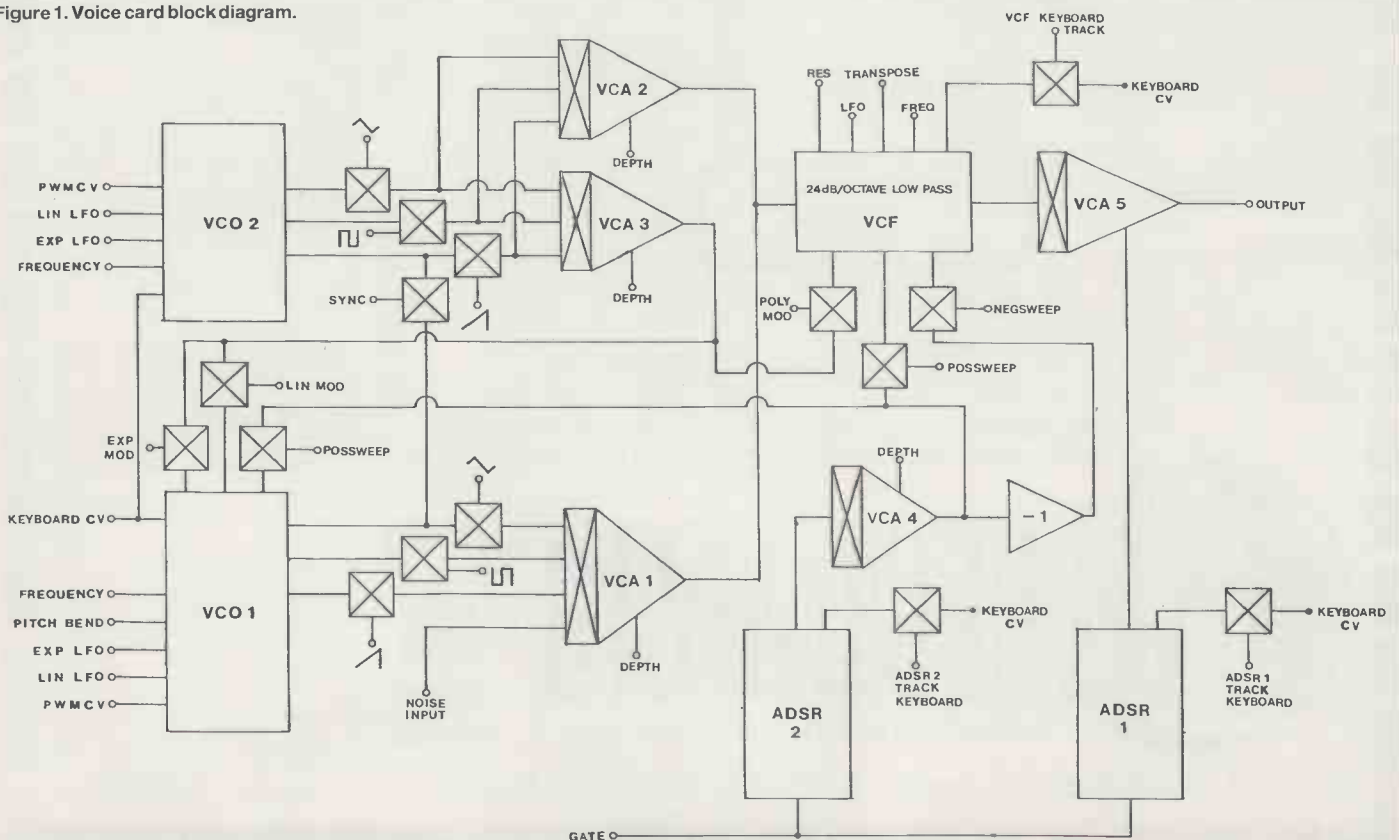 Figure 1. Voice card block diagram.
VCF KEYBOARD
TRACK
RES
TRANSPOSE
LFO
FREQ
KEYBOARD
CV
VCA 2
DEPTH
PWMCV
LIN LFO
EXP LFO
FREQUENCY
VCO 2
VCA 3
DEPTH
24dB/OCTAVE LOW PASS
VCF
VCA 5
OUTPUT
SYNC
POLY
MOD
NEGSWEEP
POSSWEEP
LIN MOD
EXP
MOD
POSSWEEP
KEYBOARD CV
FREQUENCY
PITCH BEND
EXP LFO
LIN LFO
PWMCV
VCO 1
VCA 1
DEPTH
NOISE
INPUT
DEPTH
VCA 4
−1
KEYBOARD
CV
ADSR 2
TRACK
KEYBOARD
KEYBOARD
CV
ADSR 1
TRACK
KEYBOARD
ADSR
2
ADSR
1
GATE